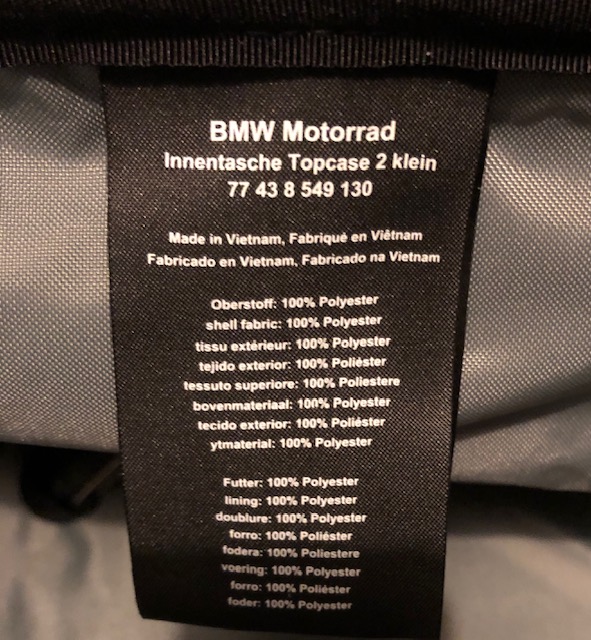 BMW Motorrad
Innentasche Topcase 2 klein
77 43 8 549 130
Made in Vietnam, Fabriqué en Viêtnam
Fabricado en Vietnam, Fabricado na Vietnam
Oberstoff: 100% Polyester
shell fabric: 100% Polyester
tissu extérieur: 100% Polyester
tejido exterior: 100% Poliéster
tessuto superiore: 100% Poliestere
bovenmateriaal: 100% Polyester
tecido exterior: 100% Poliéster
ytmaterial: 100% Polyester
Futter: 100% Polyester
lining: 100% Polyester
doublure: 100% Polyester
forro: 100% Poliéster
fodera: 100% Poliestere
voering: 100% Polyester
forro: 100% Poliéster
foder: 100% Polyester